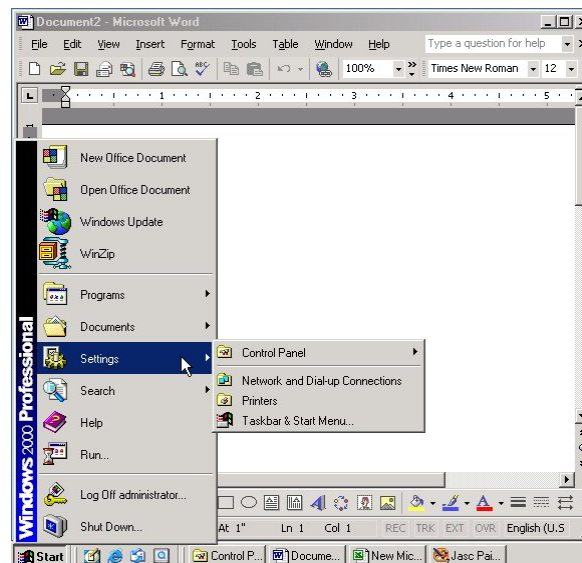 Document2 - Microsoft Word
File Edit View Insert Format Tools Table Window Help Type a question for help
ABC 100% Times New Roman 12
L 1 2 3 4 5
New Office Document
Open Office Document
Windows Update
WinZip
Programs
Documents
Settings
Control Panel
Network and Dial-up Connections
Printers
Taskbar & Start Menu...
Search
Help
Run...
Log Off administrator...
Shut Down...
Windows 2000 Professional
At 1" Ln 1 Col 1 REC TRK EXT OVR English (U.S
Start Control P... Docume... New Mic... Jasc Pai...